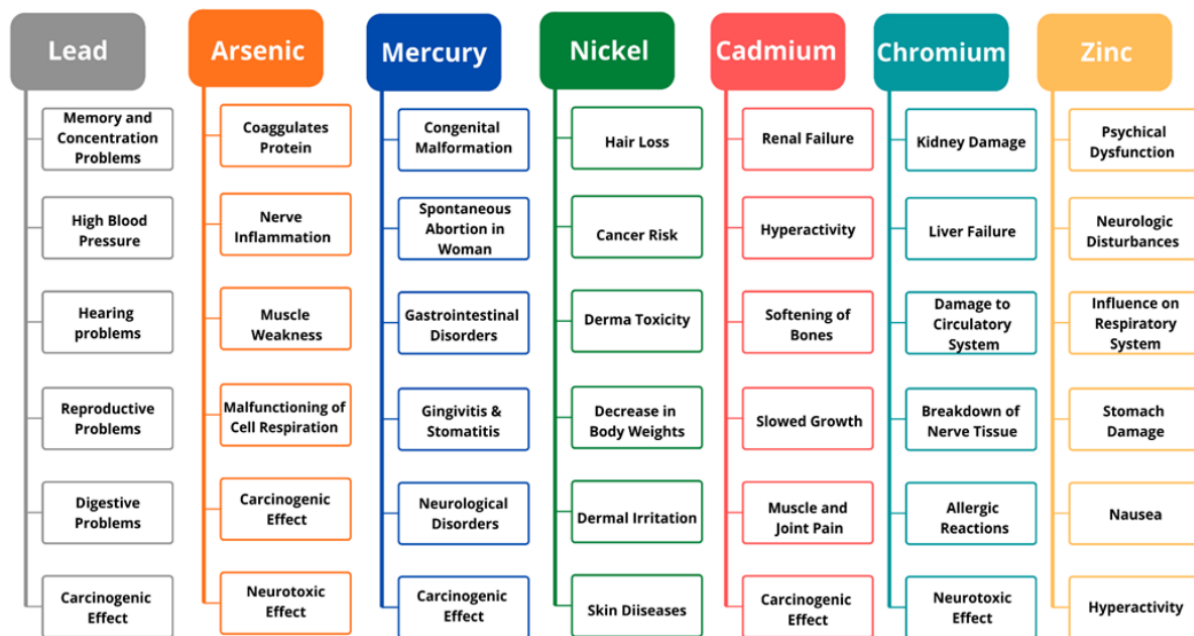 Lead
Memory and
Concentration
Problems
High Blood
Pressure
Hearing
problems
Reproductive
Problems
Digestive
Problems
Carcinogenic
Effect
Arsenic
Coaggulates
Protein
Nerve
Inflammation
Muscle
Weakness
Malfunctioning of
Cell Respiration
Carcinogenic
Effect
Neurotoxic
Effect
Mercury
Congenital
Malformation
Spontaneous
Abortion in
Woman
Gastrointestinal
Disorders
Gingivitis &
Stomatitis
Neurological
Disorders
Carcinogenic
Effect
Nickel
Hair Loss
Cancer Risk
Derma Toxicity
Decrease in
Body Weights
Dermal Irritation
Skin Diiseases
Cadmium
Renal Failure
Hyperactivity
Softening of
Bones
Slowed Growth
Muscle and
Joint Pain
Carcinogenic
Effect
Chromium
Kidney Damage
Liver Failure
Damage to
Circulatory
System
Breakdown of
Nerve Tissue
Allergic
Reactions
Neurotoxic
Effect
Zinc
Psychical
Dysfunction
Neurologic
Disturbances
Influence on
Respiratory
System
Stomach
Damage
Nausea
Hyperactivity